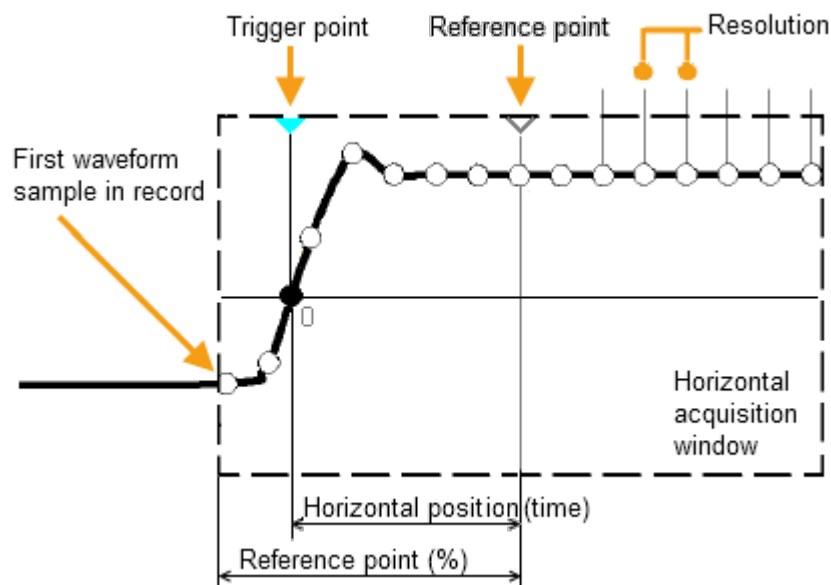 Trigger point
Reference point
Resolution
First waveform
sample in record
0
Horizontal
acquisition
window
Horizontal position (time)
Reference point (%)